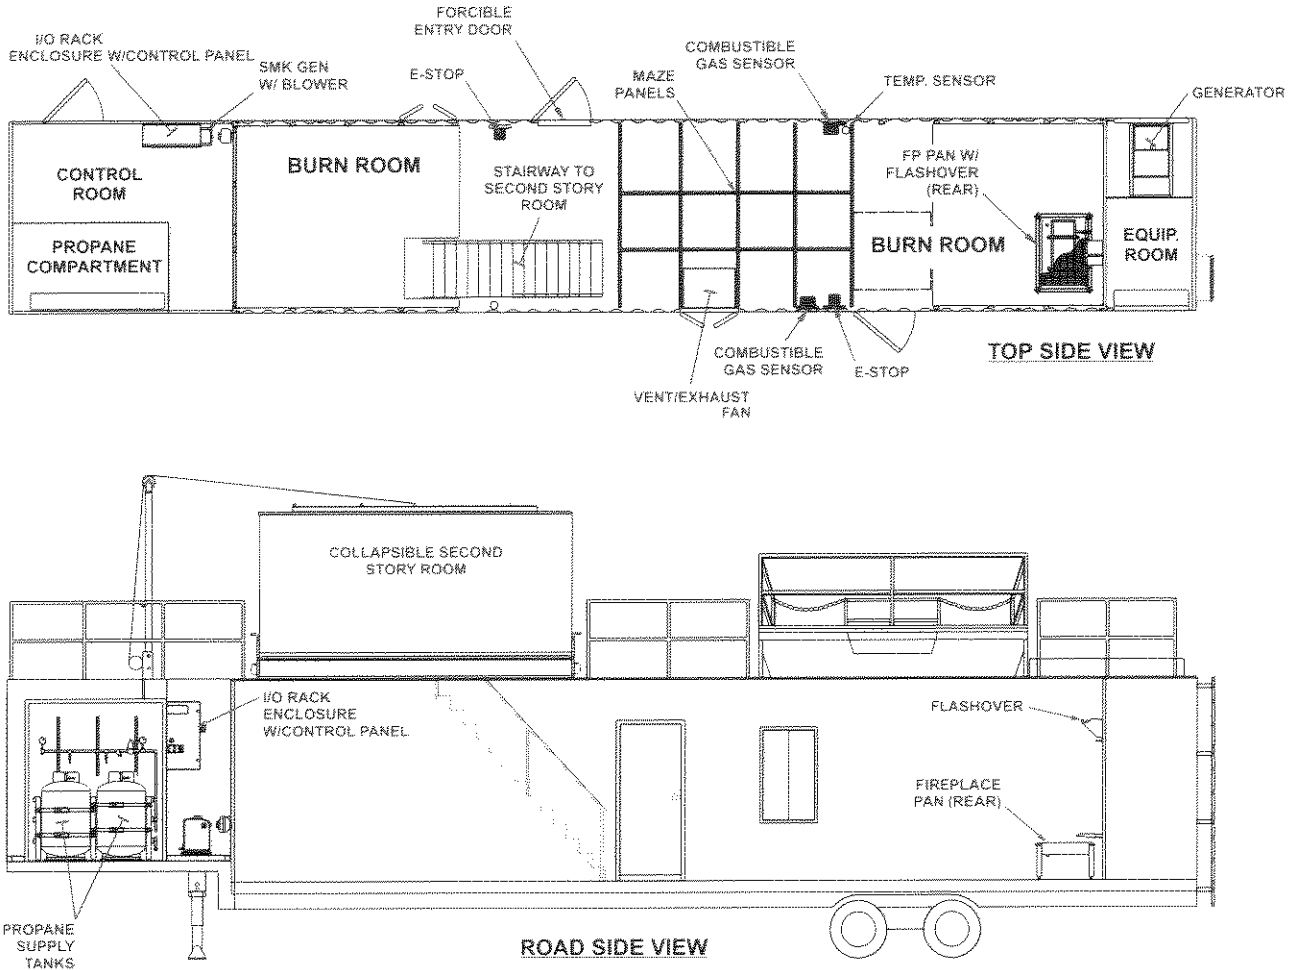 FORCIBLE
ENTRY DOOR
I/O RACK
ENCLOSURE W/CONTROL PANEL
SMK GEN
W/ BLOWER
E-STOP
MAZE
PANELS
COMBUSTIBLE
GAS SENSOR
TEMP. SENSOR
GENERATOR
CONTROL
ROOM
BURN ROOM
STAIRWAY TO
SECOND STORY
ROOM
FP PAN W/
FLASHOVER
(REAR)
PROPANE
COMPARTMENT
BURN ROOM
EQUIP.
ROOM
COMBUSTIBLE
GAS SENSOR
E-STOP
VENT/EXHAUST
FAN
TOP SIDE VIEW
COLLAPSIBLE SECOND
STORY ROOM
I/O RACK
ENCLOSURE
W/CONTROL PANEL
FLASHOVER
FIREPLACE
PAN (REAR)
PROPANE
SUPPLY
TANKS
ROAD SIDE VIEW